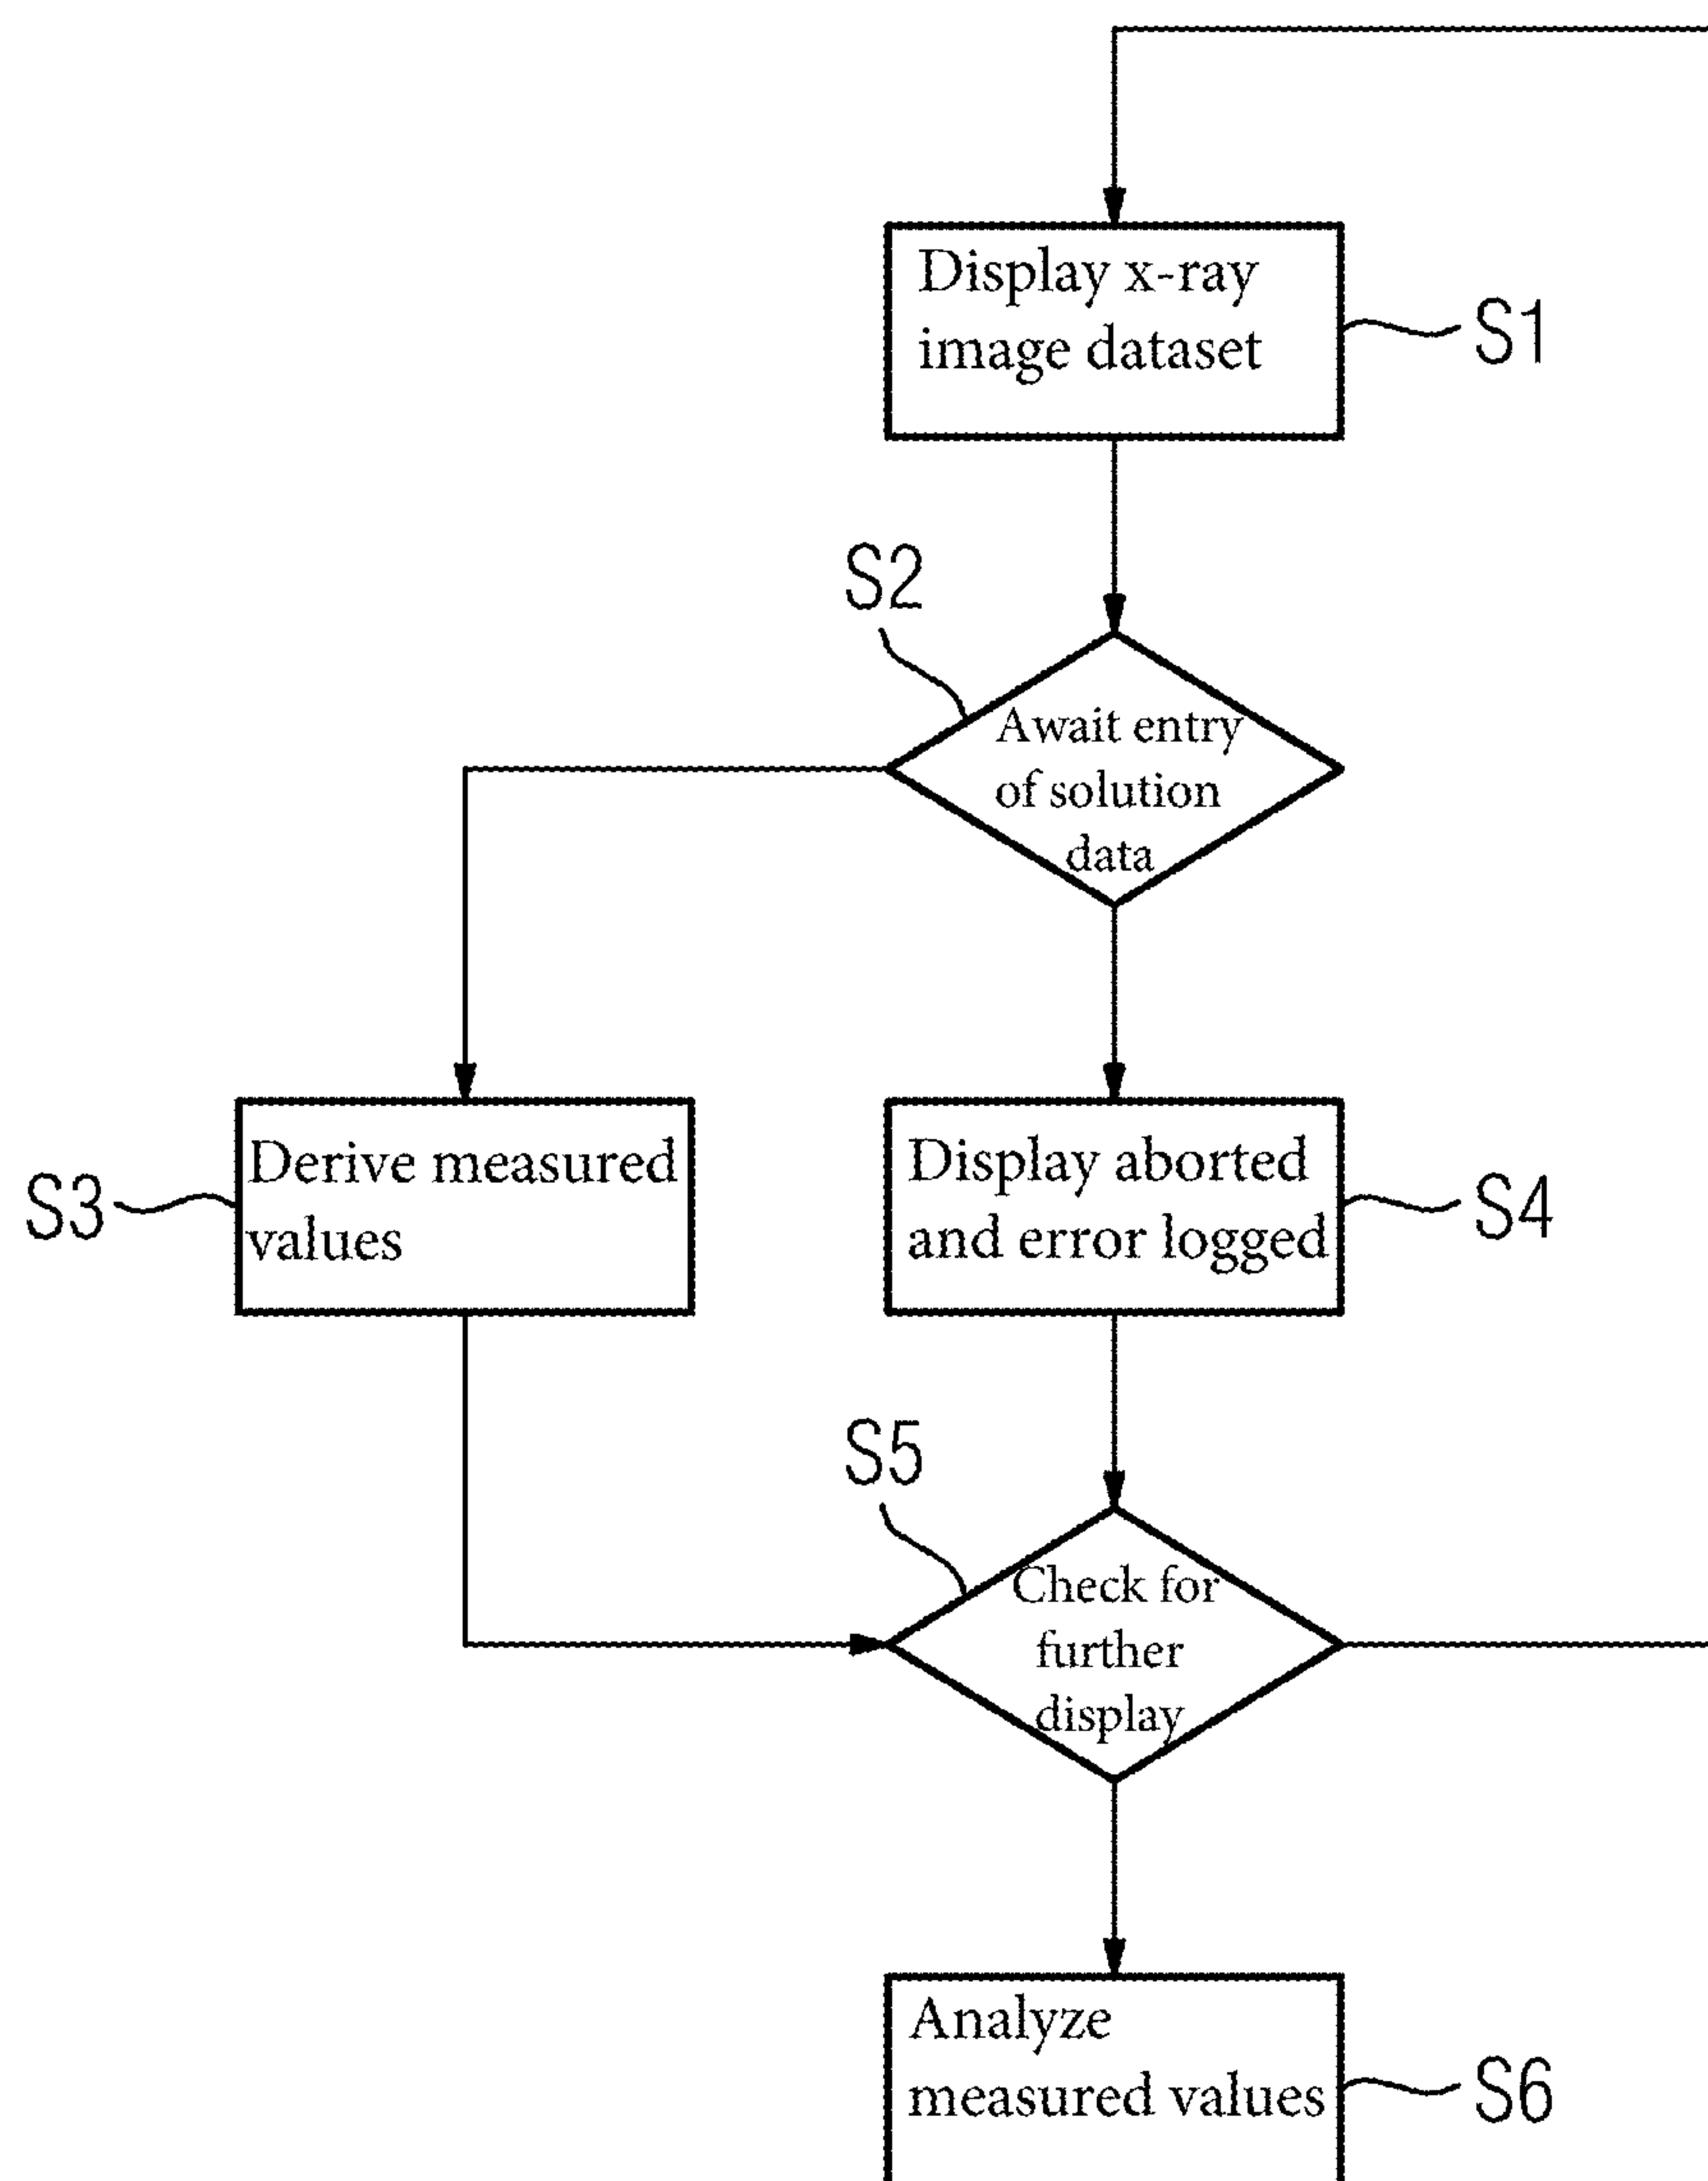 Display x-ray
image dataset
S1
S2
Await entry
of solution
data
S3
Derive measured
values
Display aborted
and error logged
S4
S5
Check for
further
display
Analyze
measured values
S6